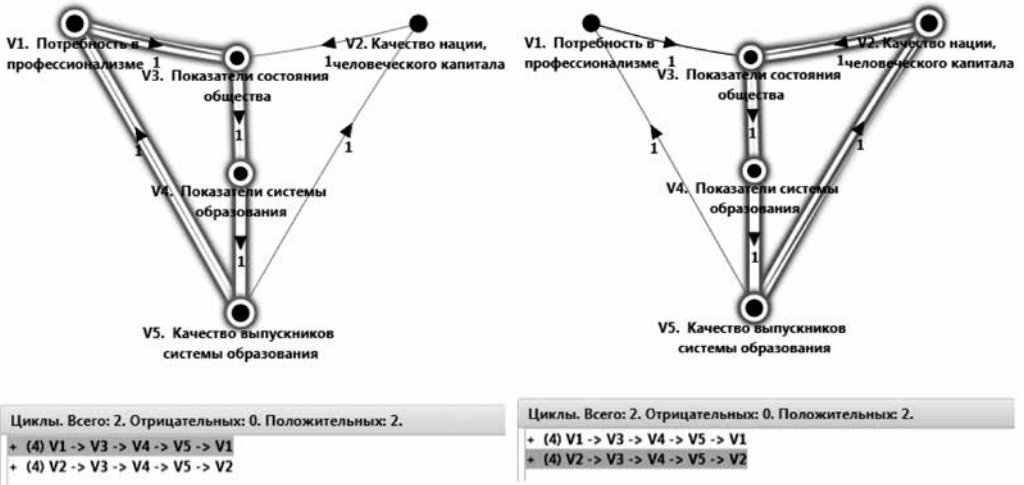 V1. Потребность в
профессионализме
1
V2. Качество нации,
человеческого капитала
1
V3. Показатели состояния
общества
1
1
1
V4. Показатели системы
образования
1
V5. Качество выпускников
системы образования
Циклы. Всего: 2. Отрицательных: 0. Положительных: 2.
+ (4) V1 -> V3 -> V4 -> V5 -> V1
+ (4) V2 -> V3 -> V4 -> V5 -> V2
V1. Потребность в
профессионализме
1
V2. Качество нации,
человеческого капитала
1
V3. Показатели состояния
общества
1
1
1
V4. Показатели системы
образования
1
V5. Качество выпускников
системы образования
Циклы. Всего: 2. Отрицательных: 0. Положительных: 2.
+ (4) V1 -> V3 -> V4 -> V5 -> V1
+ (4) V2 -> V3 -> V4 -> V5 -> V2